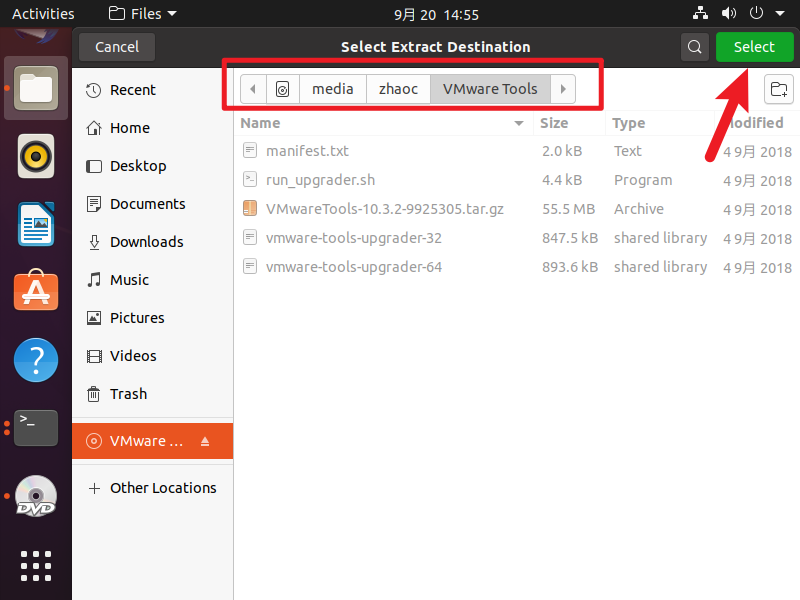 Activities Files 9月 20 14:55
Cancel Select Extract Destination Select
media zhaoc VMware Tools
Recent
Home
Desktop
Documents
Downloads
Music
Pictures
Videos
Trash
VMware ...
Other Locations
Name Size Type odified
manifest.txt 2.0 kB Text 4 9月 2018
run_upgrader.sh 4.4 kB Program 4 9月 2018
VMwareTools-10.3.2-9925305.tar.gz 55.5 MB Archive 4 9月 2018
vmware-tools-upgrader-32 847.5 kB shared library 4 9月 2018
vmware-tools-upgrader-64 893.6 kB shared library 4 9月 2018
>_
DVD